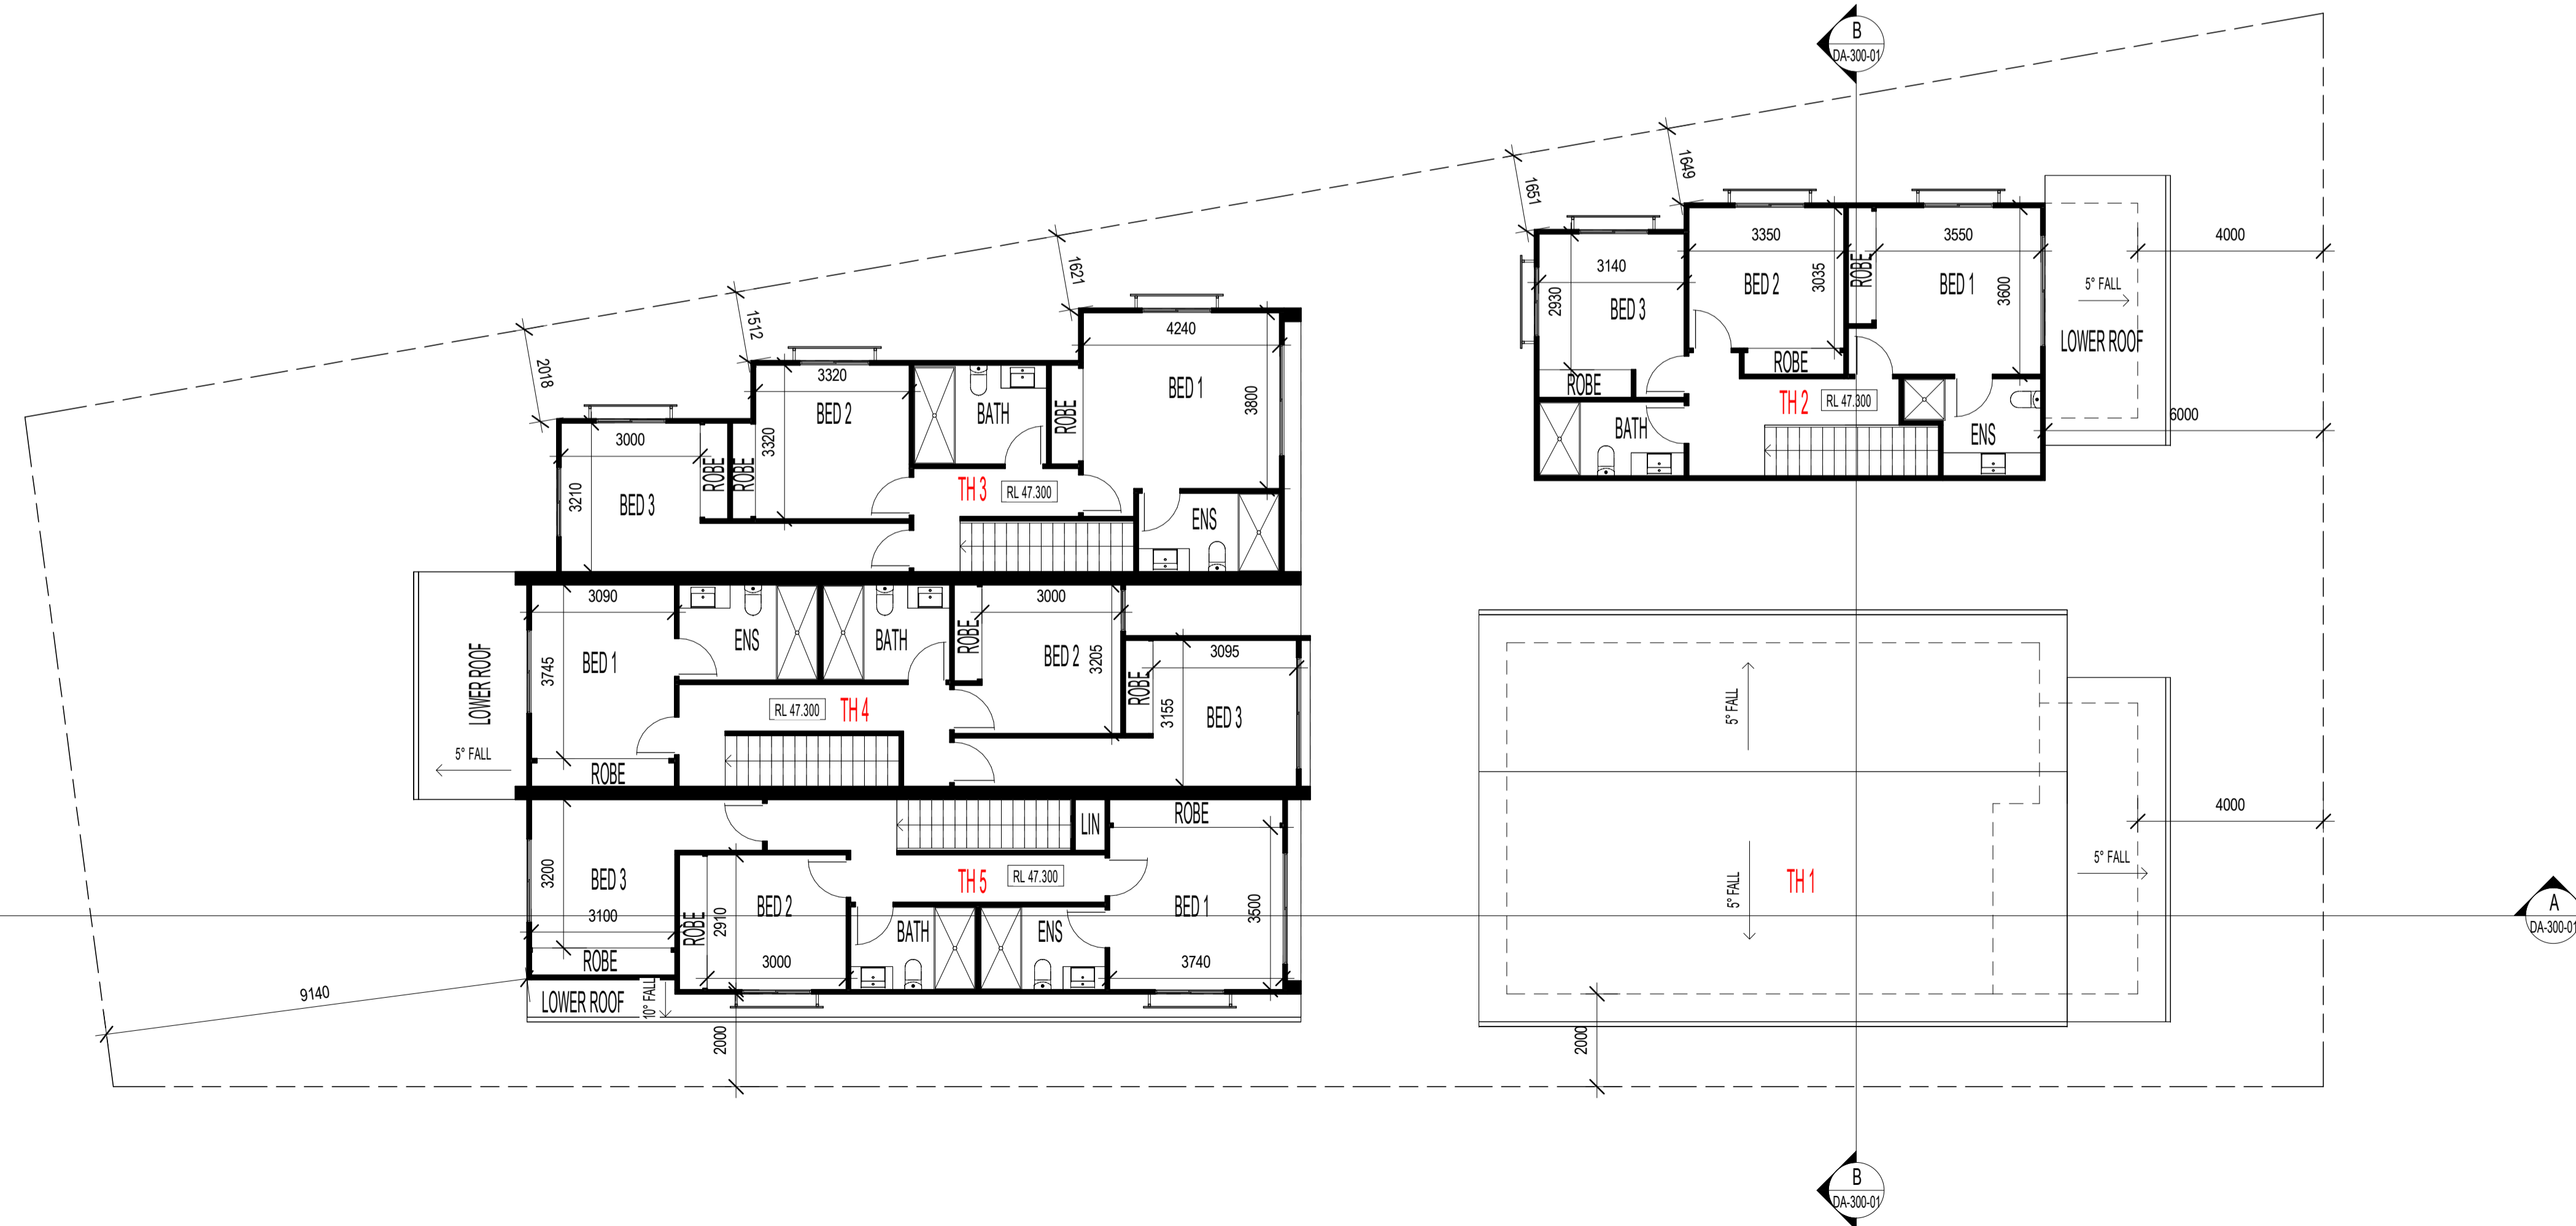 B
DA-300-01
1649
1651
3350
3550
4000
3140
3035
ROBE
BED 2
BED 1
3600
5° FALL
2930
BED 3
LOWER ROOF
ROBE
ROBE
TH 2
RL 47.300
6000
BATH
ENS
1621
1512
2018
4240
3320
BED 2
BATH
ROBE
BED 1
3800
3000
3320
ROBE
ROBE
3210
BED 3
TH 3
RL 47.300
ENS
3090
3000
ENS
BATH
ROBE
BED 2
3205
3095
LOWER ROOF
3745
BED 1
ROBE
3155
BED 3
RL 47.300
TH 4
5° FALL
ROBE
ROBE
LIN
3200
BED 3
3100
ROBE
ROBE
2910
BED 2
3000
TH 5
RL 47.300
BATH
ENS
BED 1
3500
3740
9140
LOWER ROOF
10° FALL
2000
5° FALL
5° FALL
TH 1
4000
5° FALL
2000
A
DA-300-01
B
DA-300-01